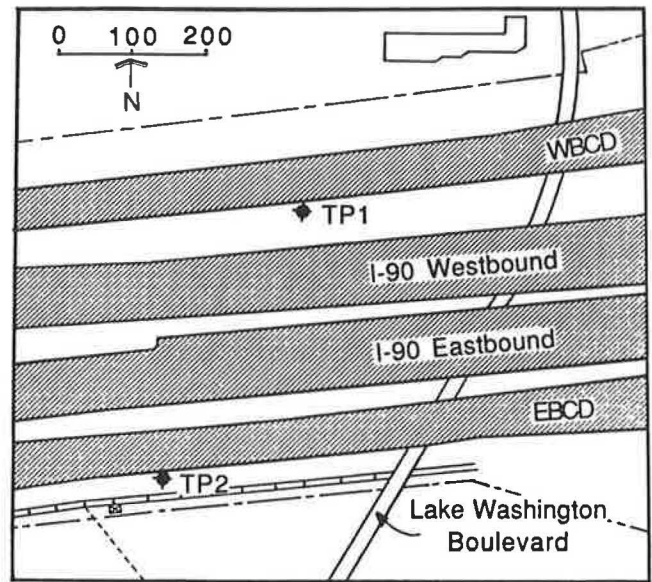 0 100 200
N
WBCD
TP1
I-90 Westbound
I-90 Eastbound
EBCD
TP2
Lake Washington
Boulevard